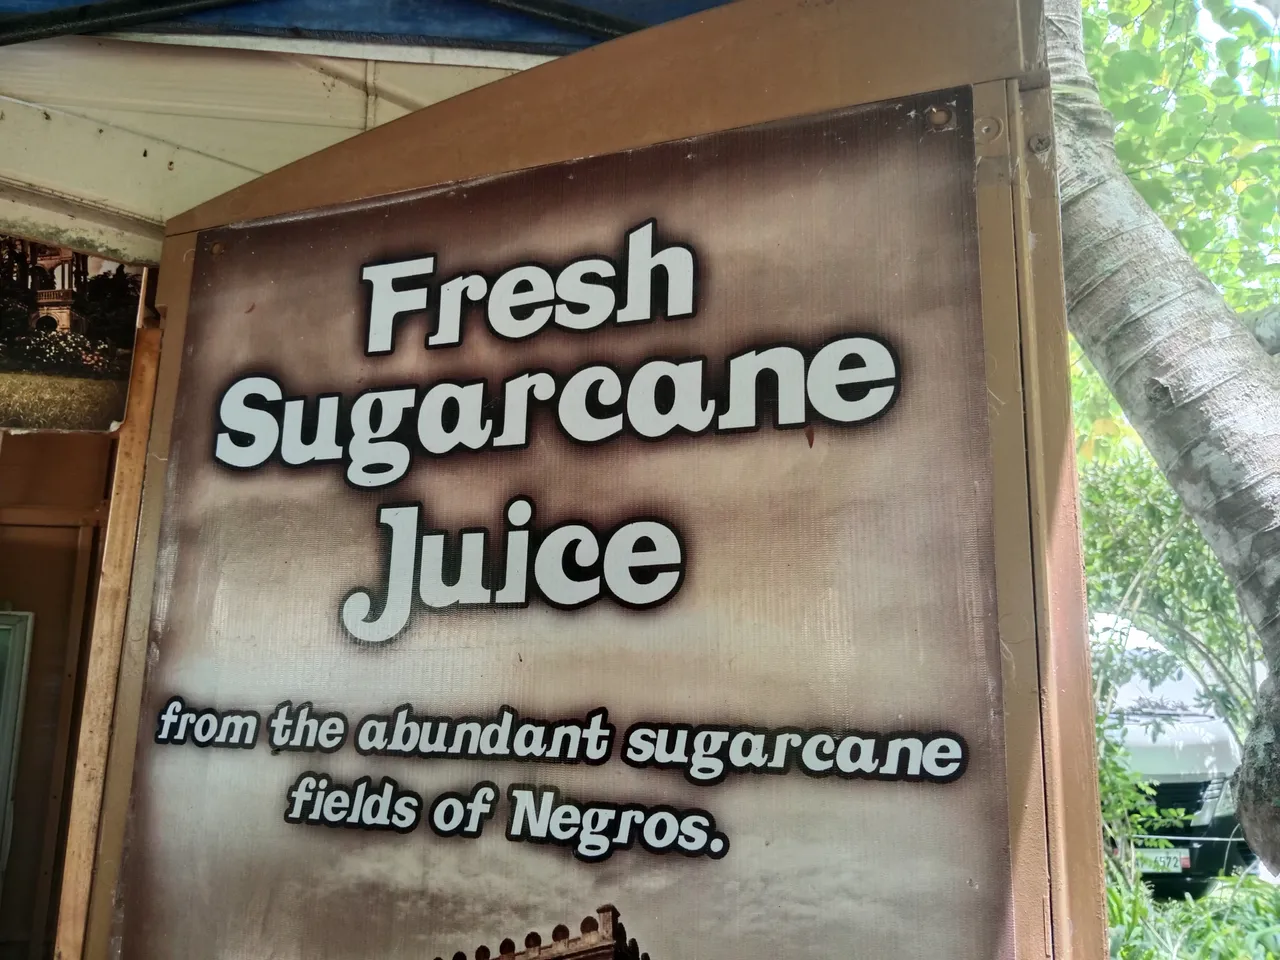 Fresh
Sugarcane
Juice
from the abundant sugarcane
fields of Negros.